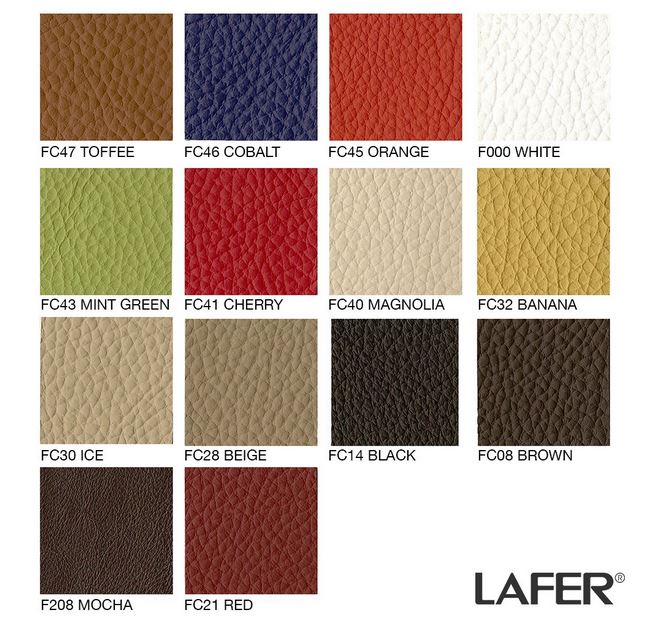 FC47 TOFFEE
FC46 COBALT
FC45 ORANGE
F000 WHITE
FC43 MINT GREEN
FC41 CHERRY
FC40 MAGNOLIA
FC32 BANANA
FC30 ICE
FC28 BEIGE
FC14 BLACK
FC08 BROWN
F208 MOCHA
FC21 RED
LAFER®